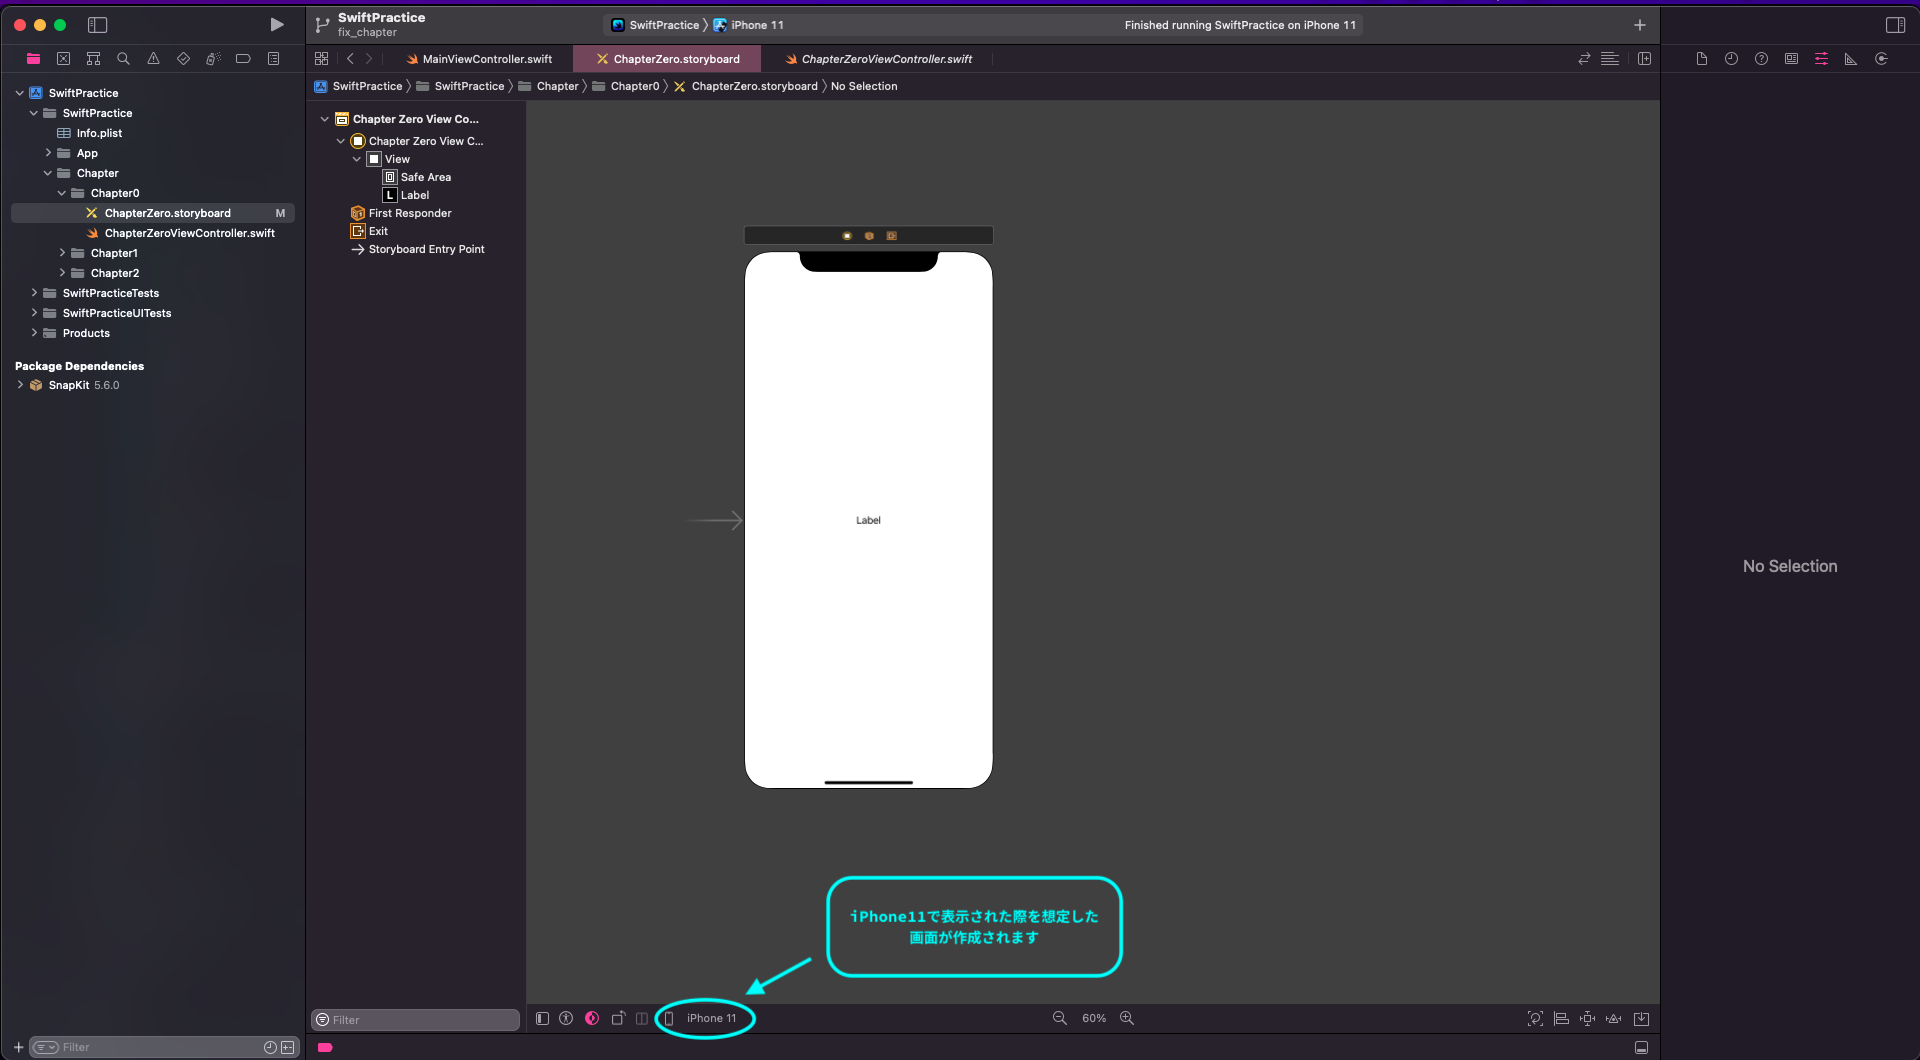 SwiftPractice
fix_chapter
SwiftPractice
iPhone 11
Finished running SwiftPractice on iPhone 11
MainViewController.swift
ChapterZero.storyboard
ChapterZeroViewController.swift
SwiftPractice
SwiftPractice
Chapter
Chapter0
ChapterZero.storyboard
No Selection
SwiftPractice
SwiftPractice
Info.plist
App
Chapter
Chapter0
ChapterZero.storyboard M
ChapterZeroViewController.swift
Chapter1
Chapter2
SwiftPracticeTests
SwiftPracticeUITests
Products
Package Dependencies
SnapKit 5.6.0
Chapter Zero View Co...
Chapter Zero View C...
View
Safe Area
L Label
First Responder
Exit
Storyboard Entry Point
Label
No Selection
iPhone11で表示された際を想定した
画面が作成されます
Filter
iPhone 11
60%
Filter